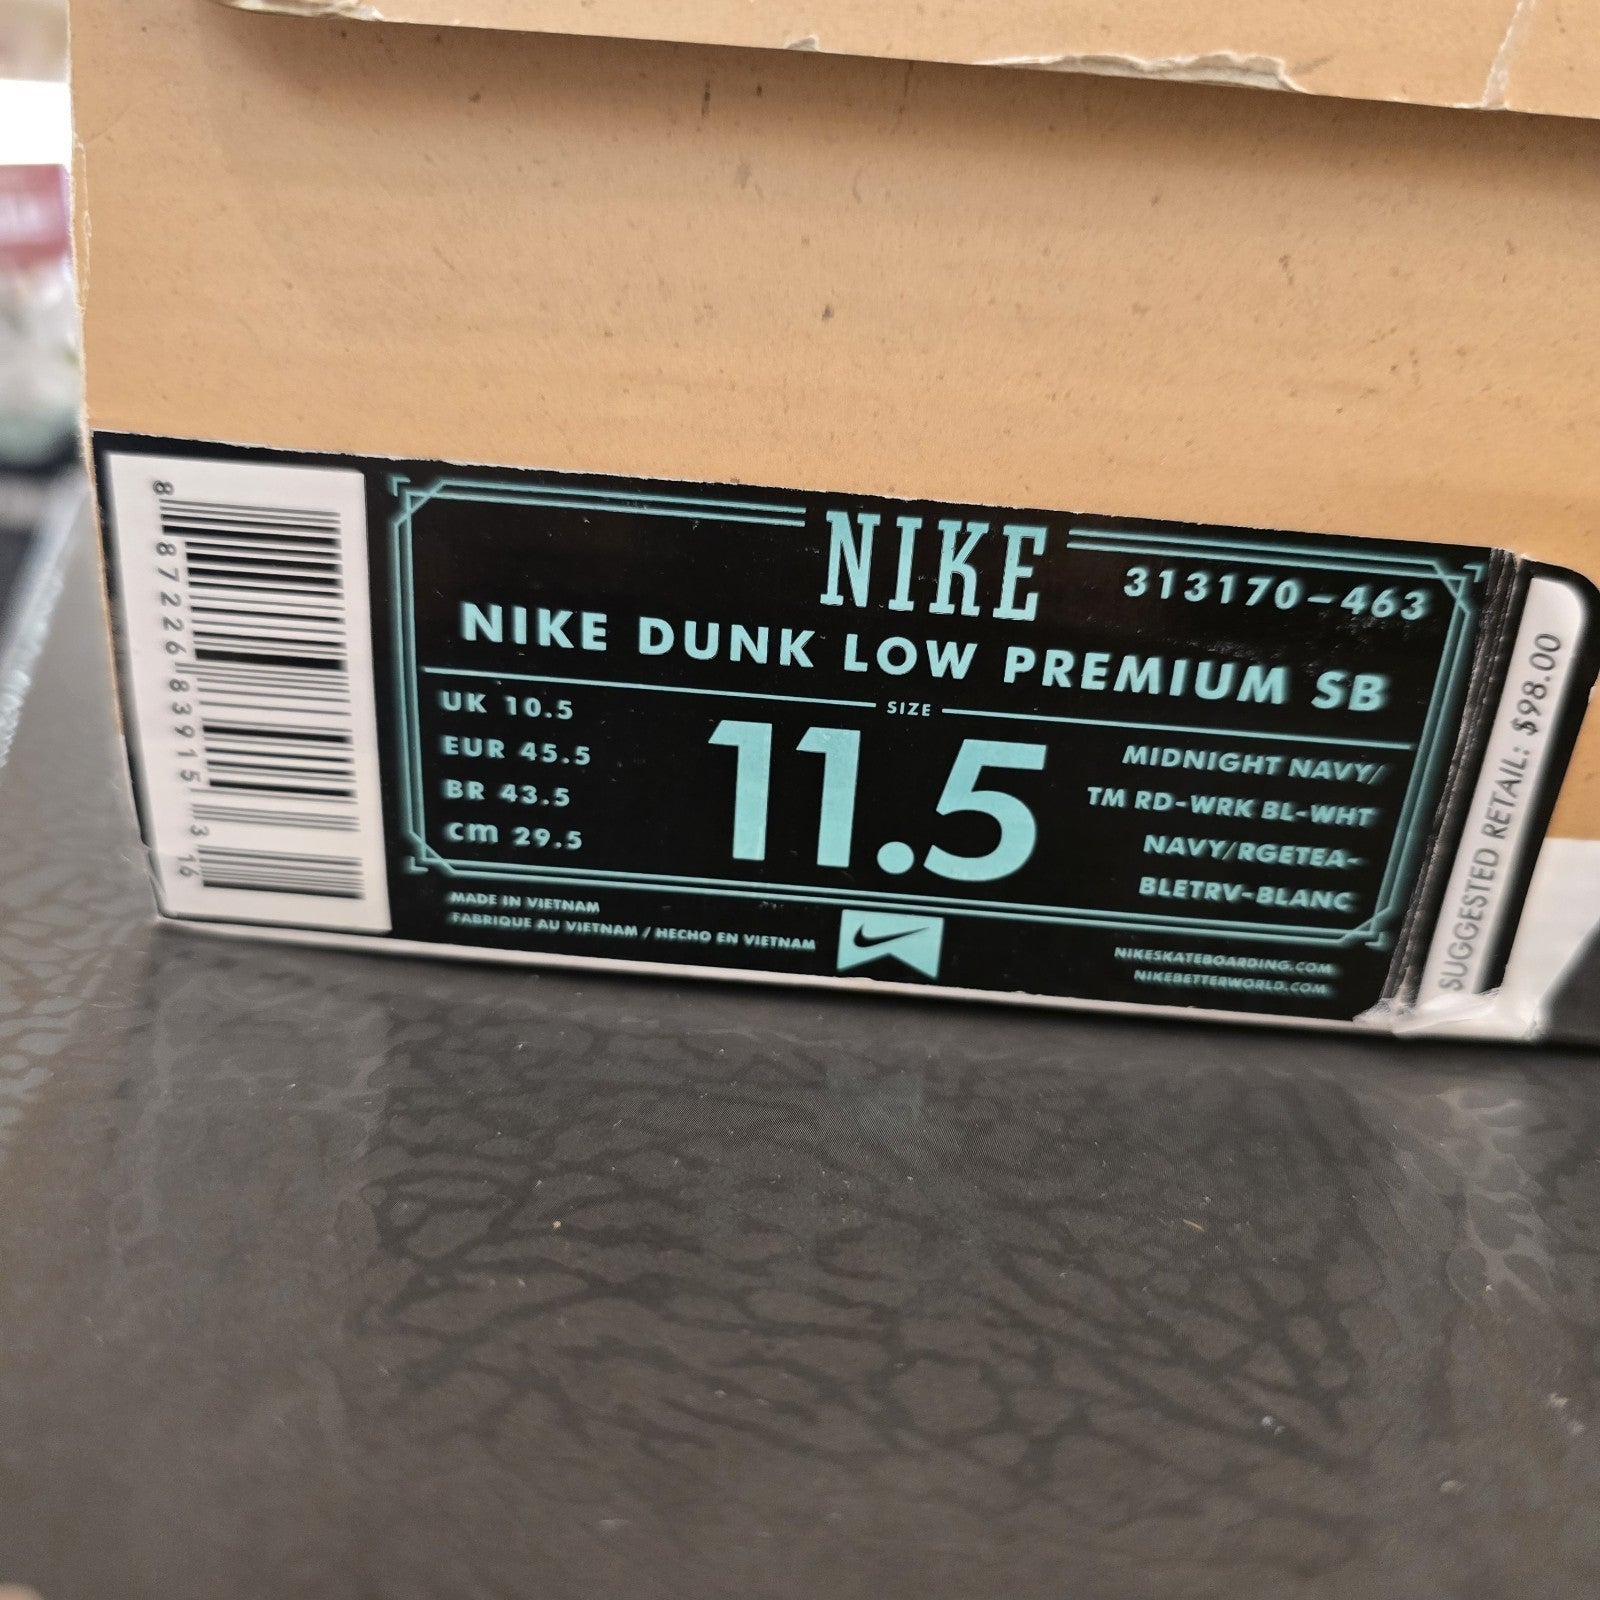 NIKE
313170-463
NIKE DUNK LOW PREMIUM SB
SIZE
UK 10.5
EUR 45.5
BR 43.5
cm 29.5
11.5
MIDNIGHT NAVY/
TM RD-WRK BL-WHT
NAVY/RGETEA-
BLETRV-BLANC
MADE IN VIETNAM
FABRIQUE AU VIETNAM / HECHO EN VIETNAM
NIKESKATEBOARDING.COM
NIKEBETTERWORLD.COM
8 87226 83915 3 16
SUGGESTED RETAIL: $98.00